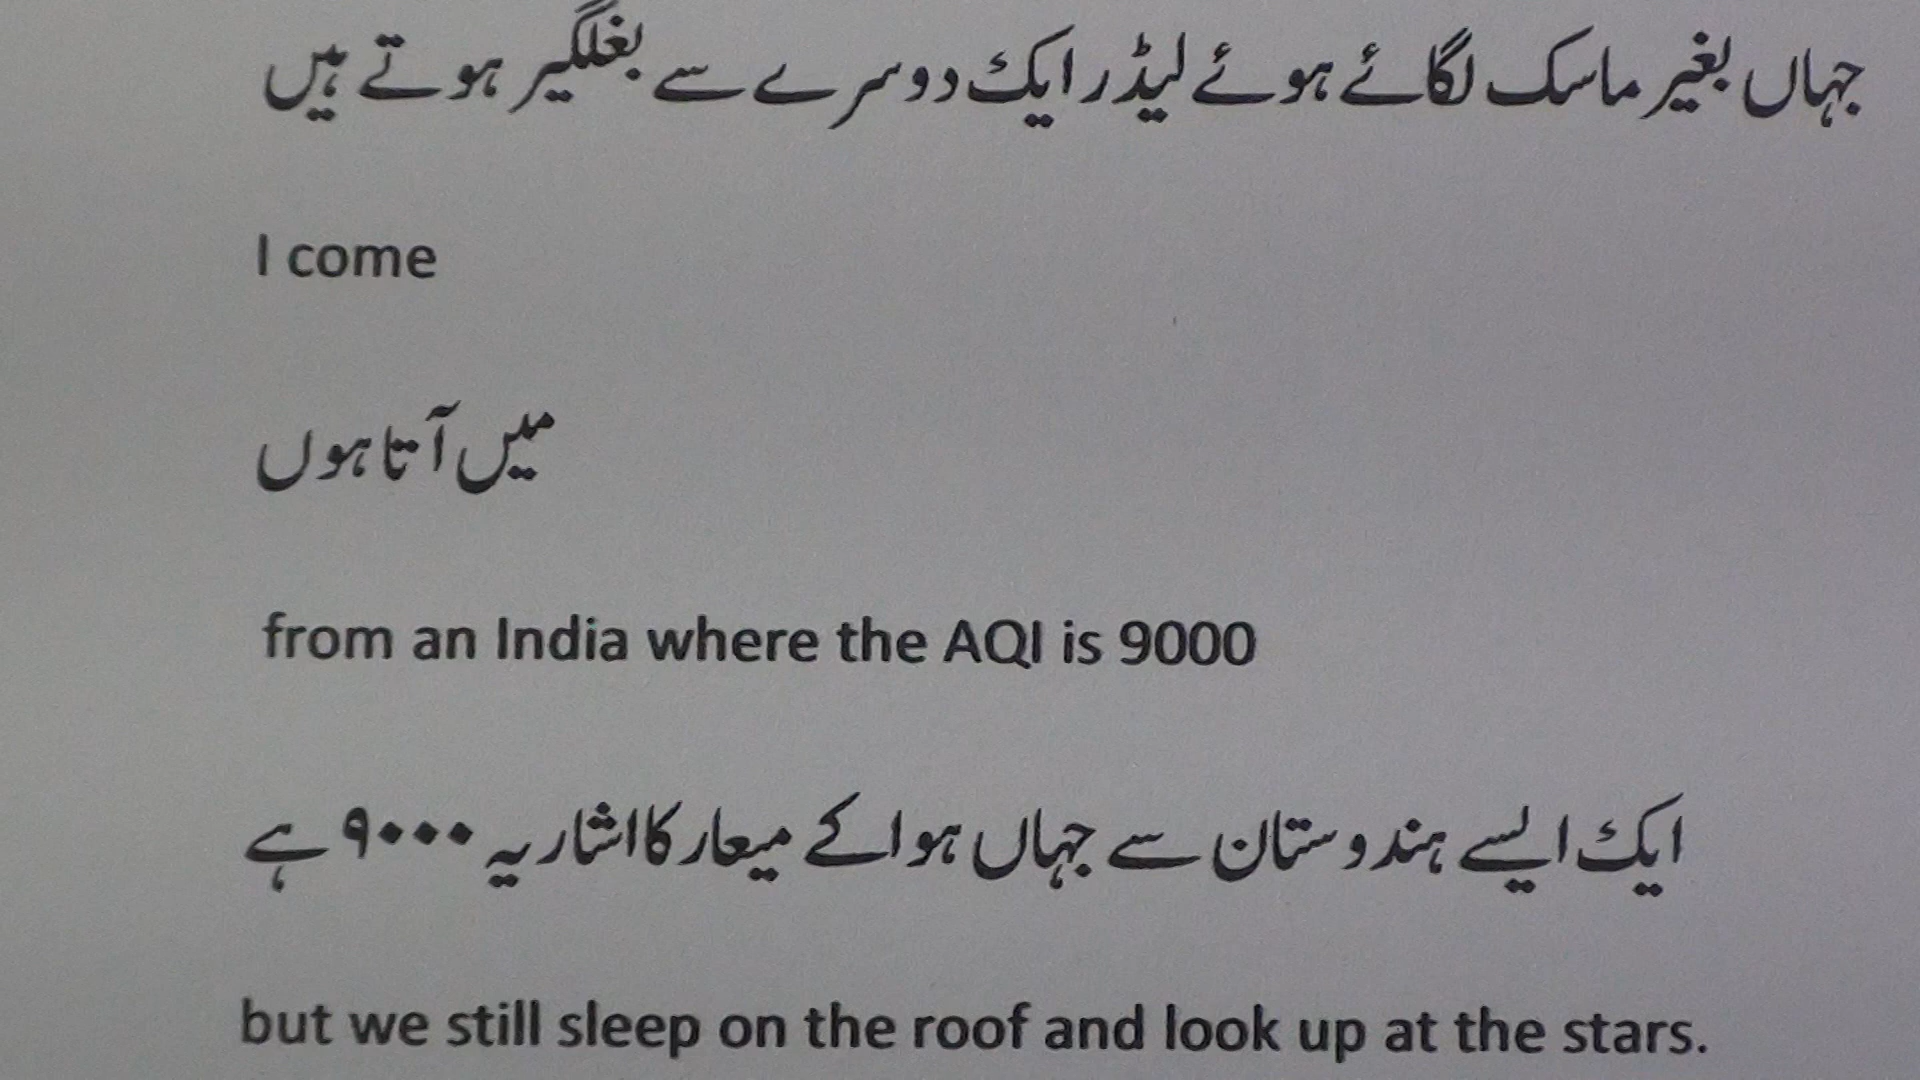 جہاں بغیر ماسک لگائے ہوئے لیڈر ایک دوسرے سے بغلگیر ہوتے ہیں
I come
میں آتا ہوں
from an India where the AQI is 9000
ایک ایسے ہندوستان سے جہاں ہوا کے میعار کا اشاریہ ۹۰۰۰ ہے
but we still sleep on the roof and look up at the stars.